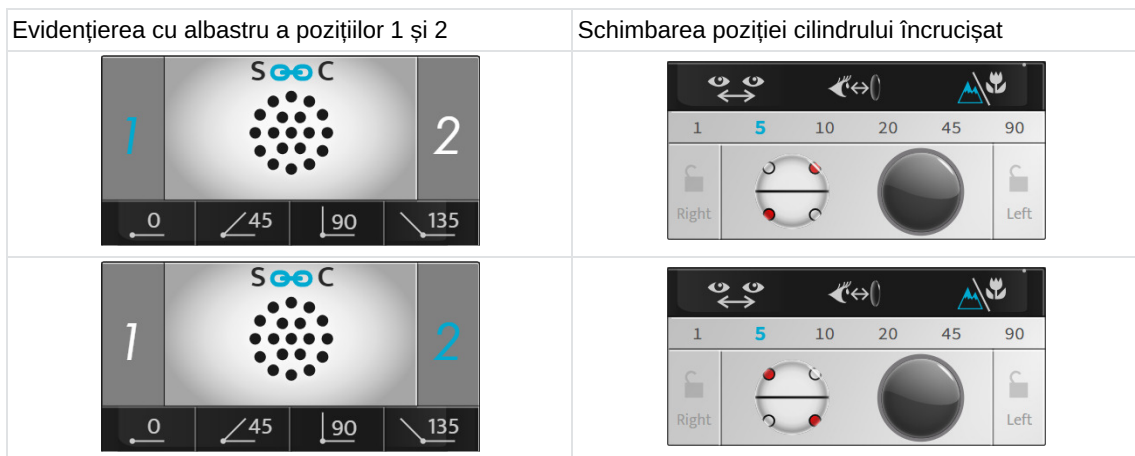 Evidențierea cu albastru a pozițiilor 1 și 2
Schimbarea poziției cilindrului încrucișat
S C
1 2
0 45 90 135
1 5 10 20 45 90
Right Left
S C
1 2
0 45 90 135
1 5 10 20 45 90
Right Left